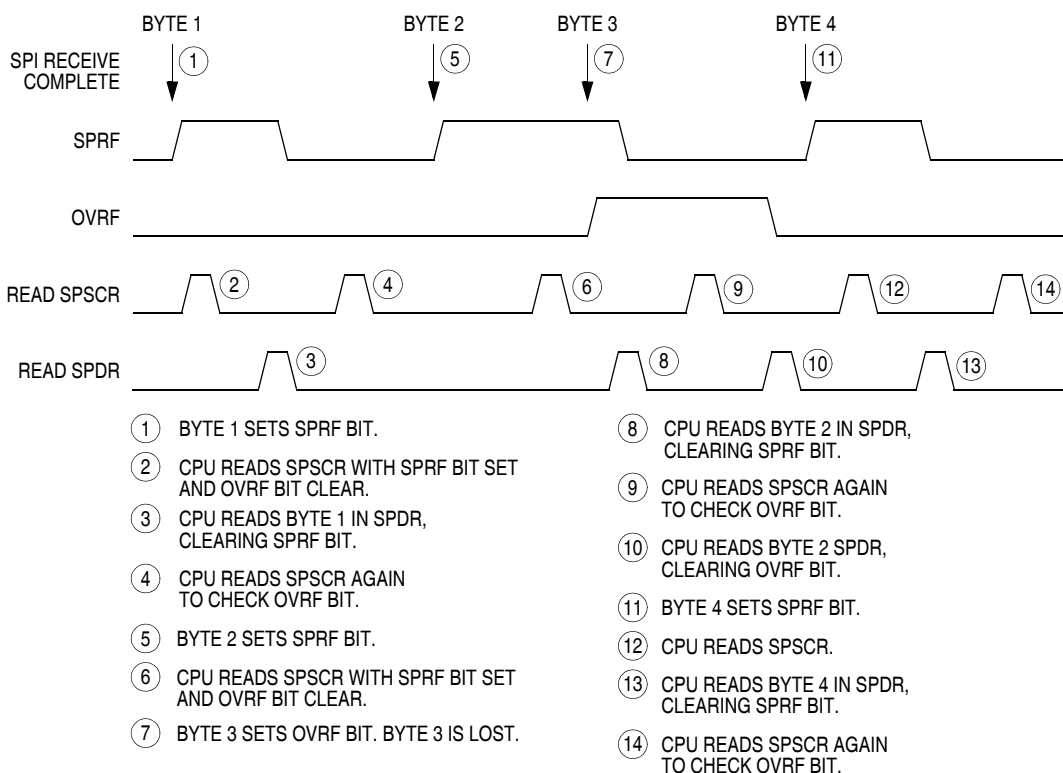 BYTE 1 BYTE 2 BYTE 3 BYTE 4
SPI RECEIVE
COMPLETE
1 5 7 11
SPRF
OVRF
READ SPSCR
2 4 6 9 12 14
READ SPDR
3 8 10 13
1 BYTE 1 SETS SPRF BIT.
2 CPU READS SPSCR WITH SPRF BIT SET
AND OVRF BIT CLEAR.
3 CPU READS BYTE 1 IN SPDR,
CLEARING SPRF BIT.
4 CPU READS SPSCR AGAIN
TO CHECK OVRF BIT.
5 BYTE 2 SETS SPRF BIT.
6 CPU READS SPSCR WITH SPRF BIT SET
AND OVRF BIT CLEAR.
7 BYTE 3 SETS OVRF BIT. BYTE 3 IS LOST.
8 CPU READS BYTE 2 IN SPDR,
CLEARING SPRF BIT.
9 CPU READS SPSCR AGAIN
TO CHECK OVRF BIT.
10 CPU READS BYTE 2 SPDR,
CLEARING OVRF BIT.
11 BYTE 4 SETS SPRF BIT.
12 CPU READS SPSCR.
13 CPU READS BYTE 4 IN SPDR,
CLEARING SPRF BIT.
14 CPU READS SPSCR AGAIN
TO CHECK OVRF BIT.